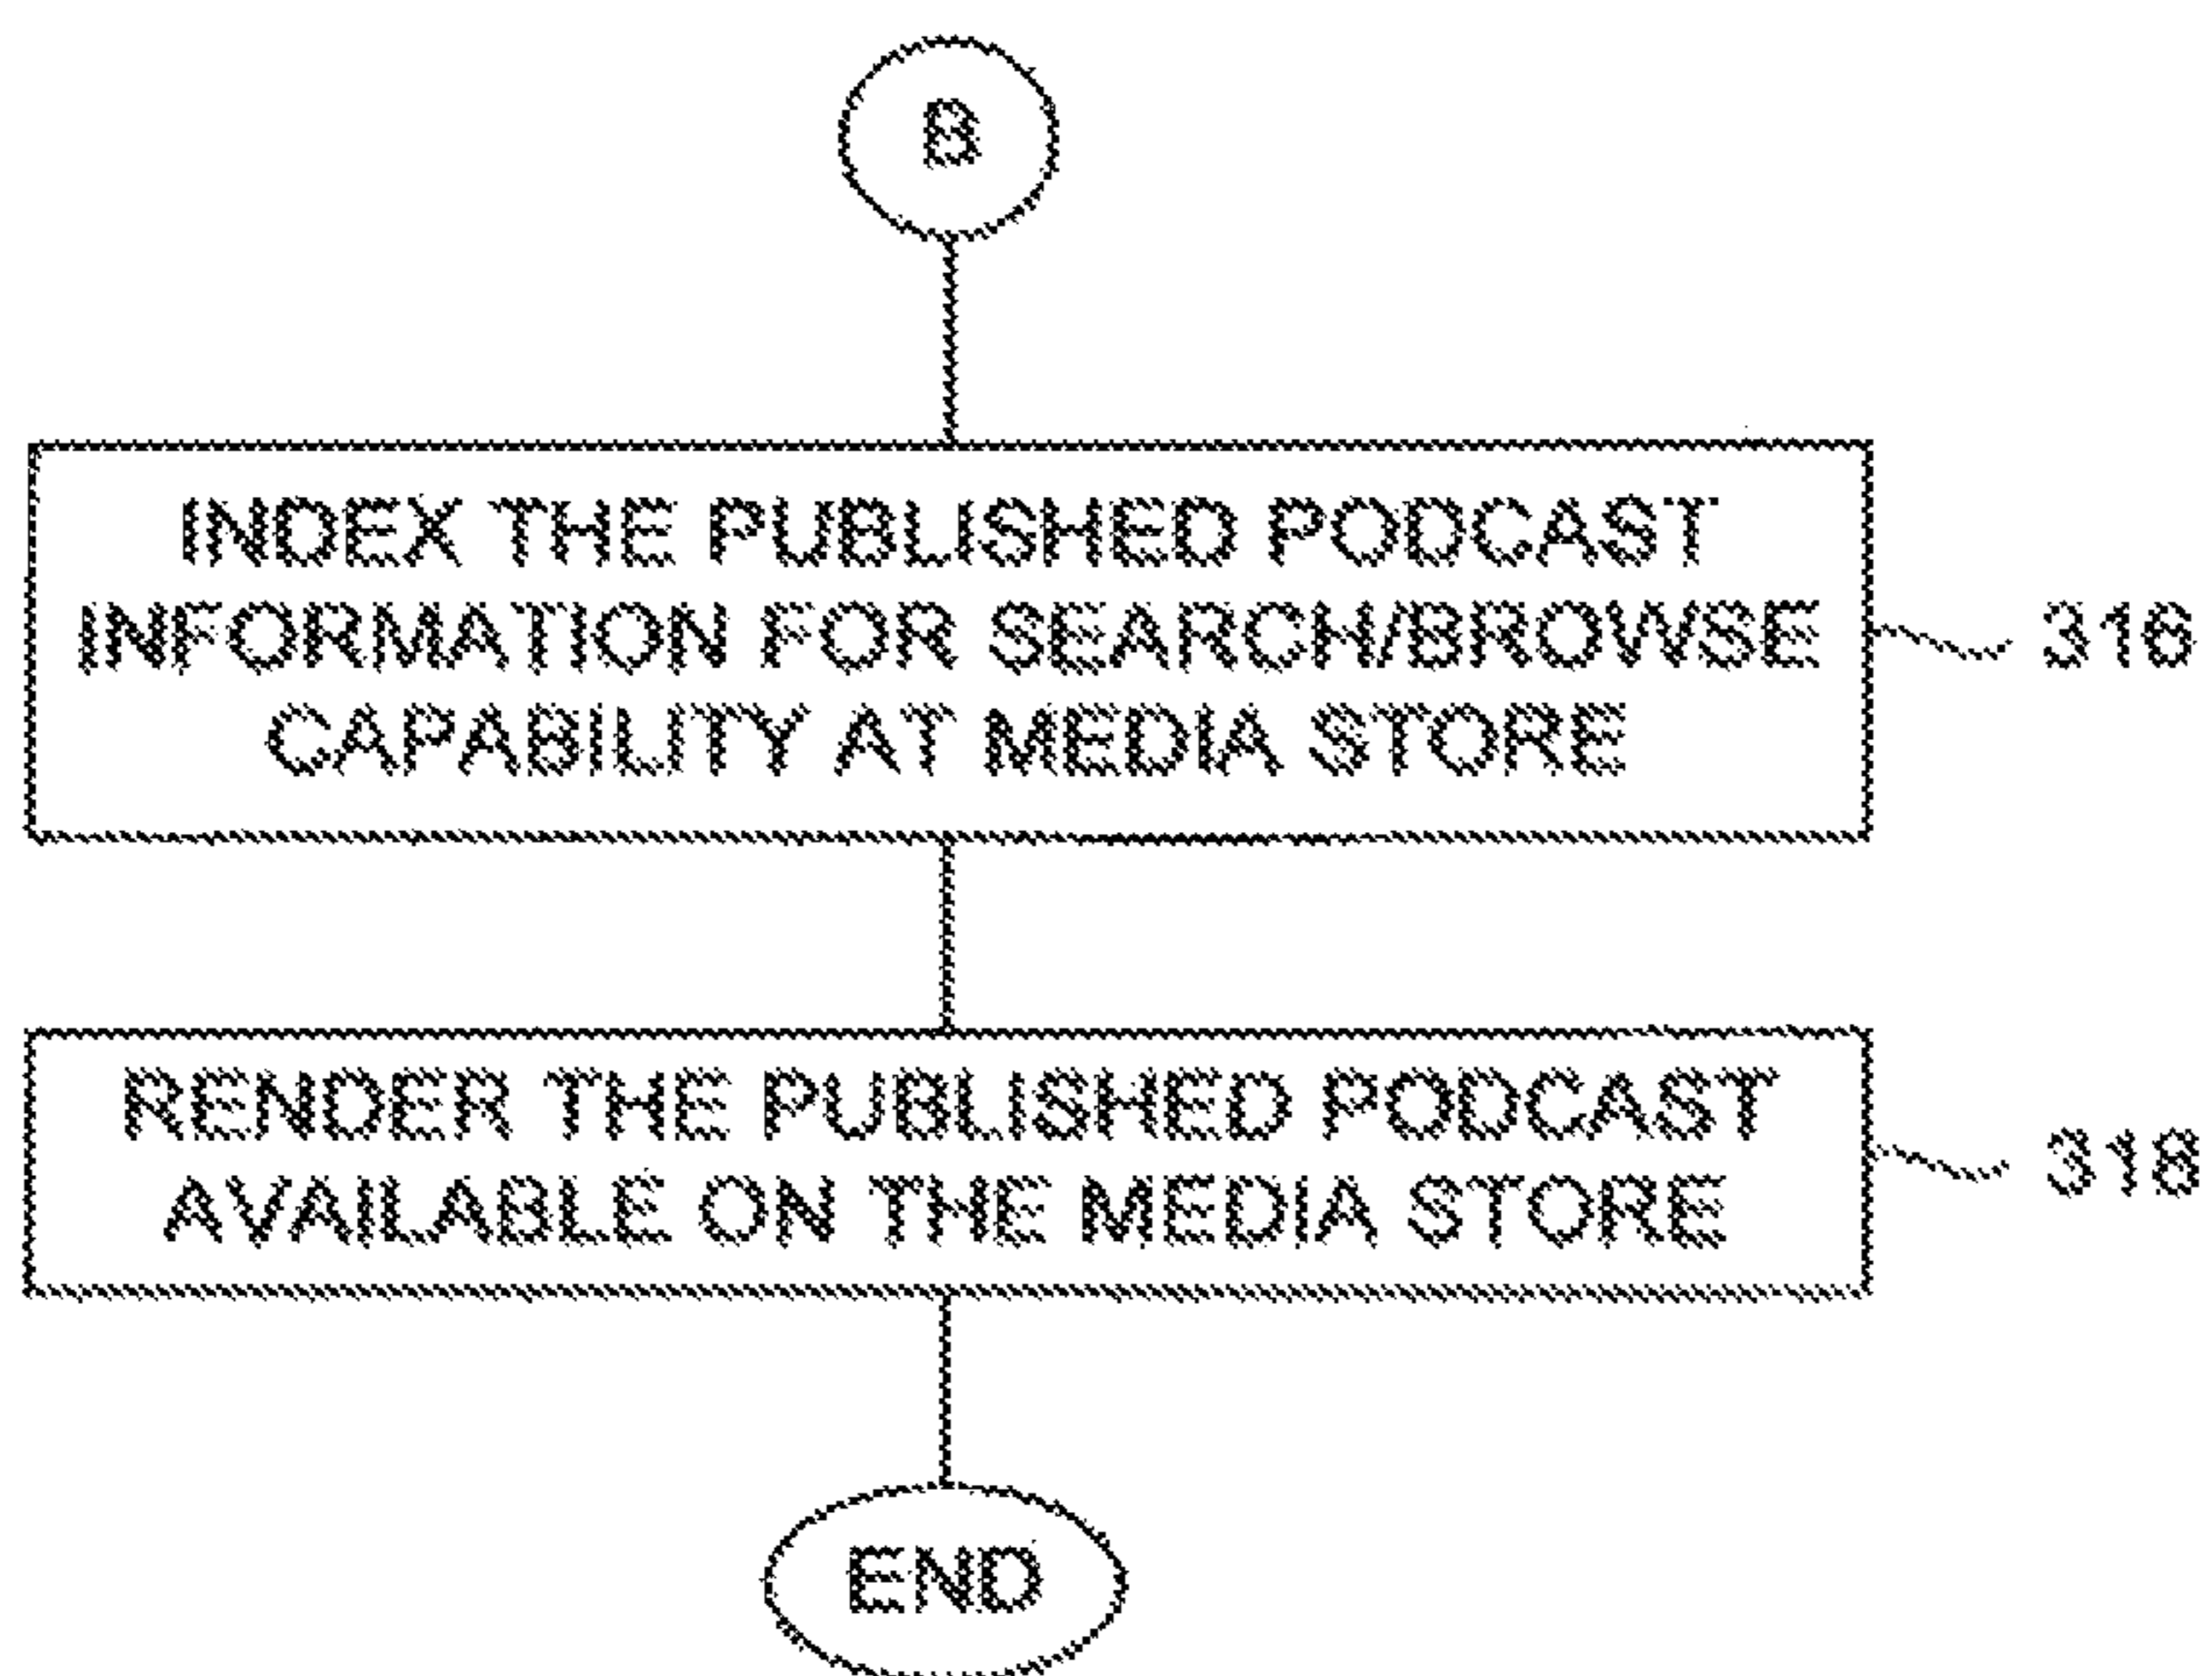 B
INDEX THE PUBLISHED PODCAST
INFORMATION FOR SEARCH/BROWSE
CAPABILITY AT MEDIA STORE
316
RENDER THE PUBLISHED PODCAST
AVAILABLE ON THE MEDIA STORE
318
END